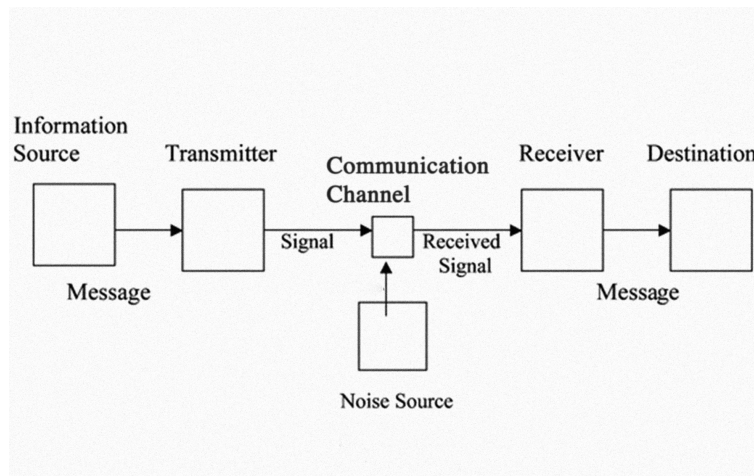 Information
Source
Transmitter
Communication
Channel
Receiver
Destination
Signal
Received
Signal
Message
Message
Noise Source